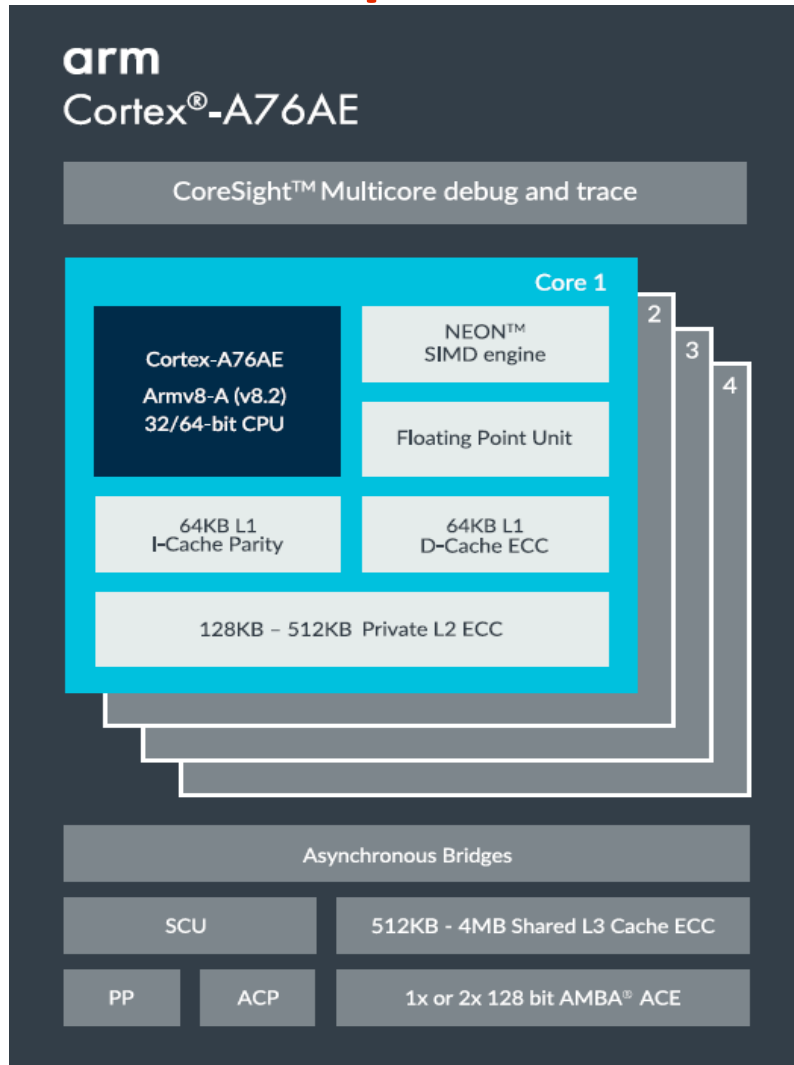 arm
Cortex®-A76AE
CoreSight™ Multicore debug and trace
Core 1
2
3
4
Cortex-A76AE
Armv8-A (v8.2)
32/64-bit CPU
NEON™
SIMD engine
Floating Point Unit
64KB L1
I-Cache Parity
64KB L1
D-Cache ECC
128KB – 512KB Private L2 ECC
Asynchronous Bridges
SCU
512KB - 4MB Shared L3 Cache ECC
PP
ACP
1x or 2x 128 bit AMBA® ACE